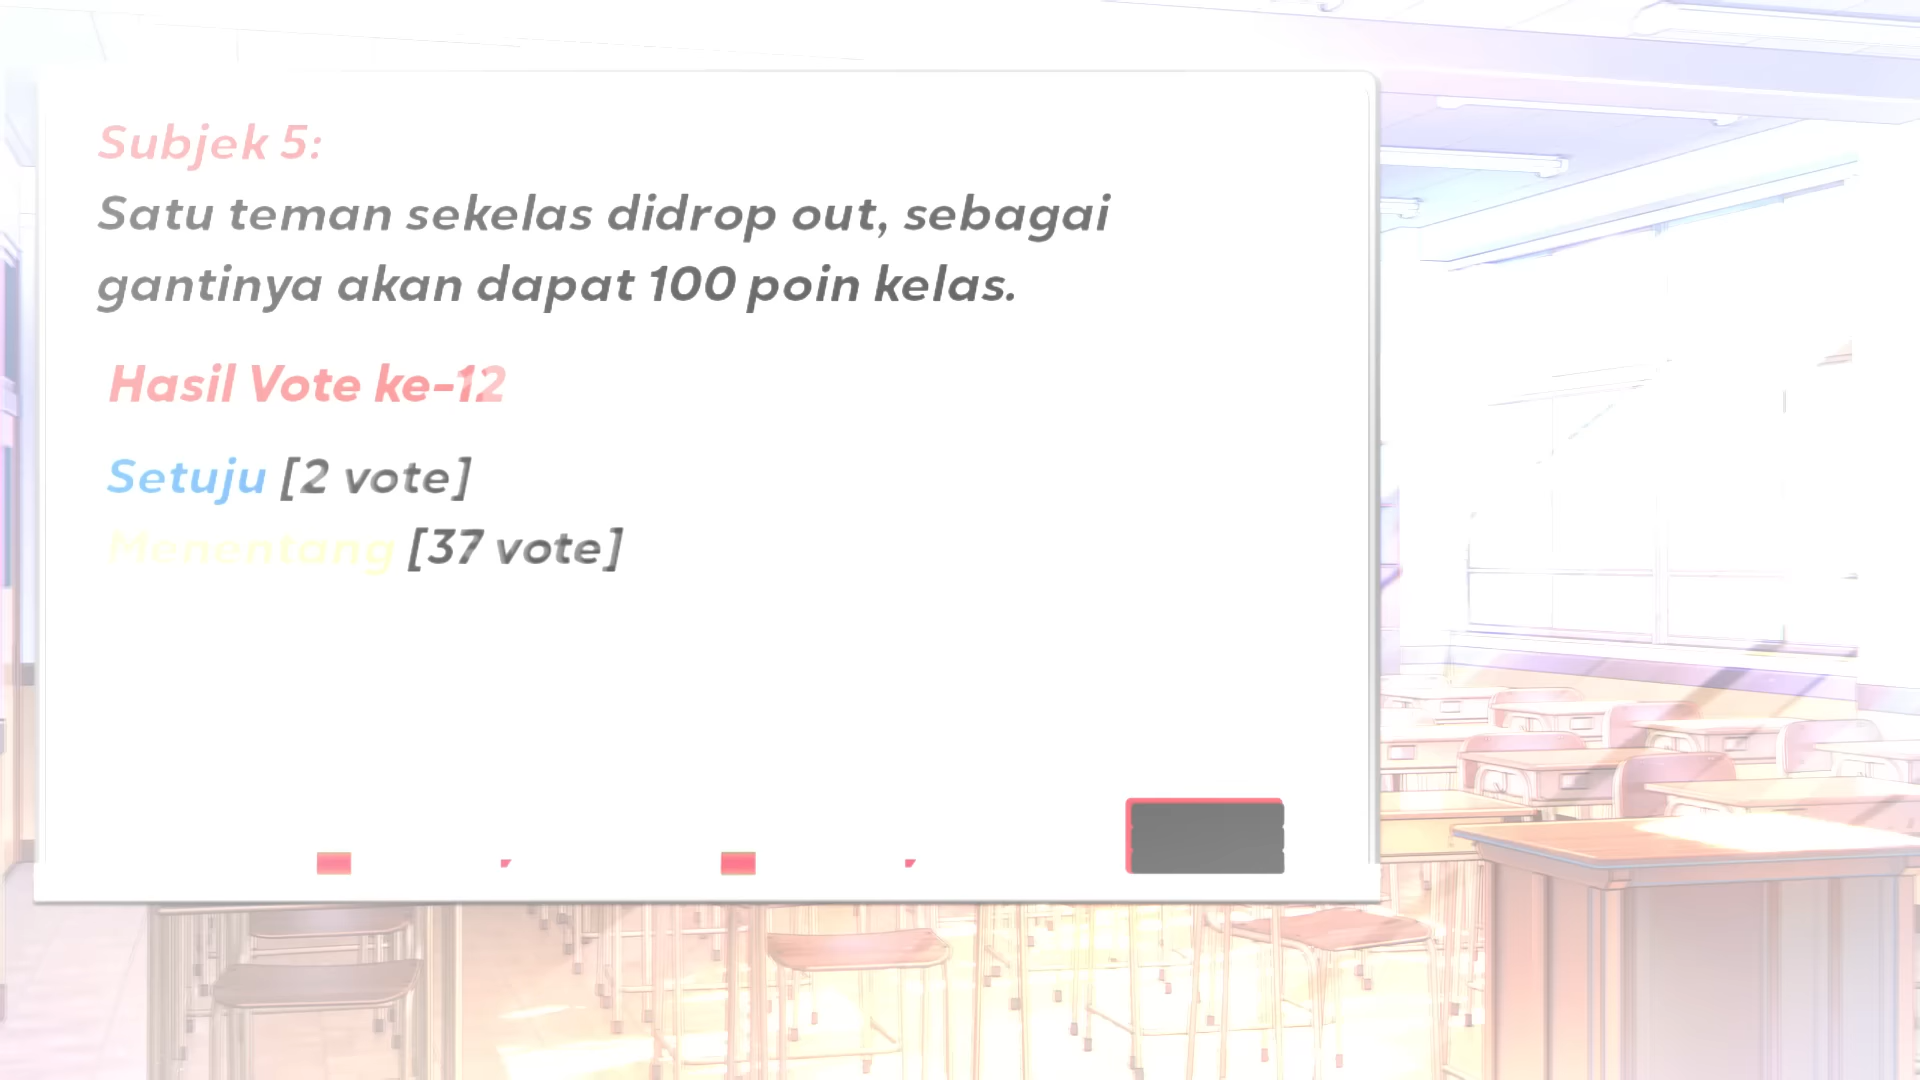 Subjek 5:
Satu teman sekelas didrop out, sebagai
gantinya akan dapat 100 poin kelas.
Hasil Vote ke-12
Setuju [2 vote]
Menentang [37 vote]